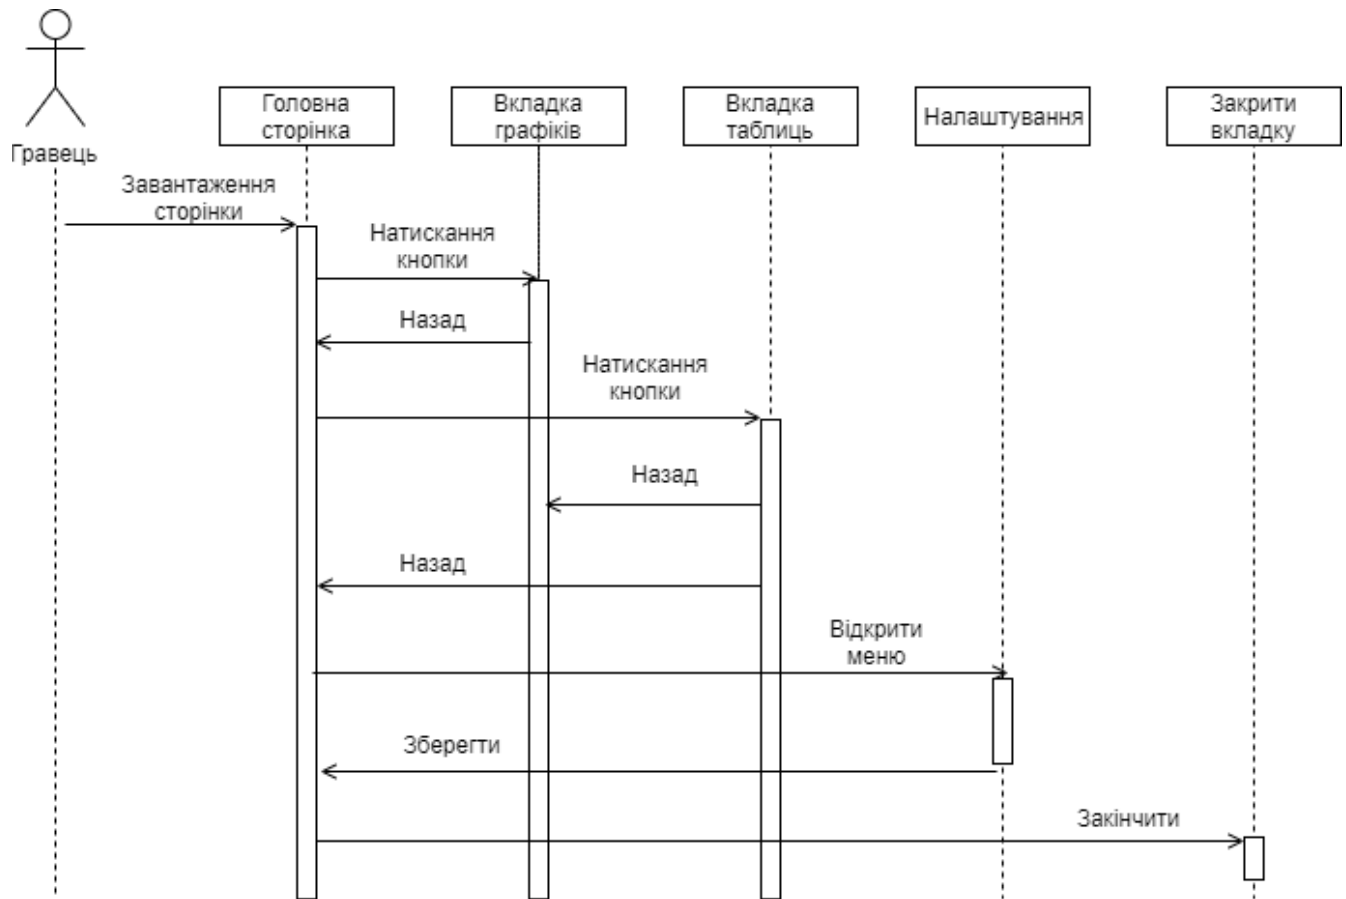 Головна
сторінка
Вкладка
графіків
Вкладка
таблиць
Налаштування
Закрити
вкладку
Гравець
Завантаження
сторінки
Натискання
кнопки
Назад
Натискання
кнопки
Назад
Назад
Відкрити
меню
Зберегти
Закінчити